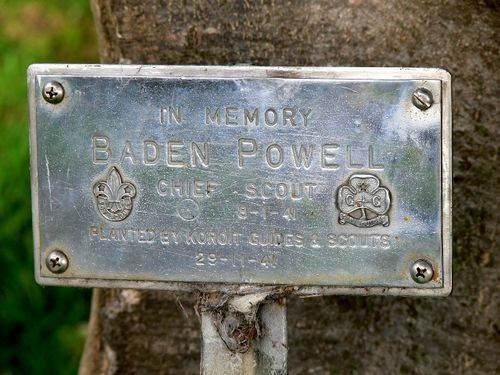 IN MEMORY
BADEN POWELL
CHIEF SCOUT
8-1-41
PLANTED BY KOROIT GUIDES & SCOUTS
29-11-41